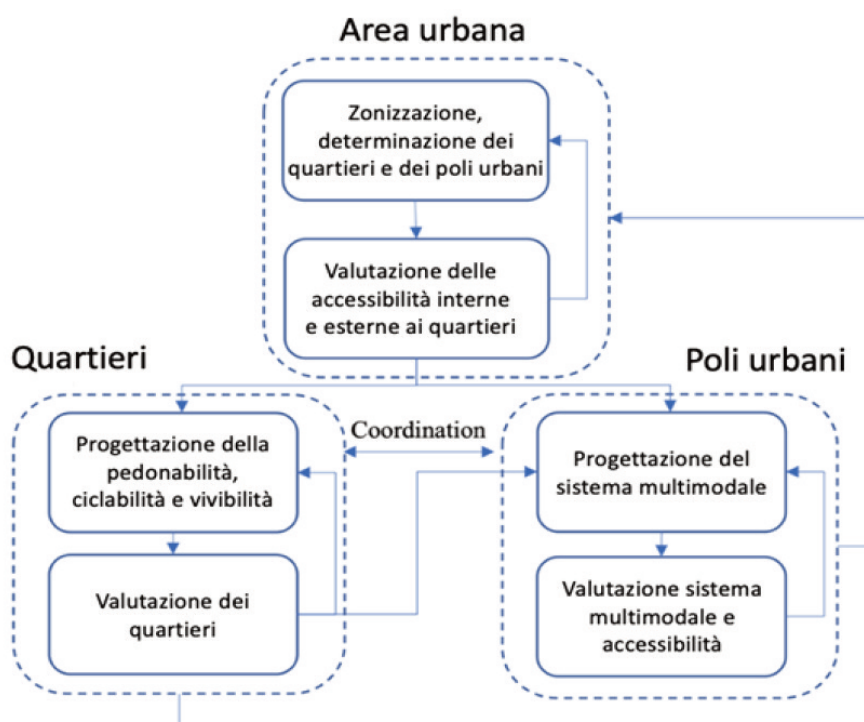 Area urbana
Zonizzazione,
determinazione dei
quartieri e dei poli urbani
Valutazione delle
accessibilità interne
e esterne ai quartieri
Quartieri
Poli urbani
Progettazione della
pedonabilità,
ciclabilità e vivibilità
Coordination
Progettazione del
sistema multimodale
Valutazione dei
quartieri
Valutazione sistema
multimodale e
accessibilità